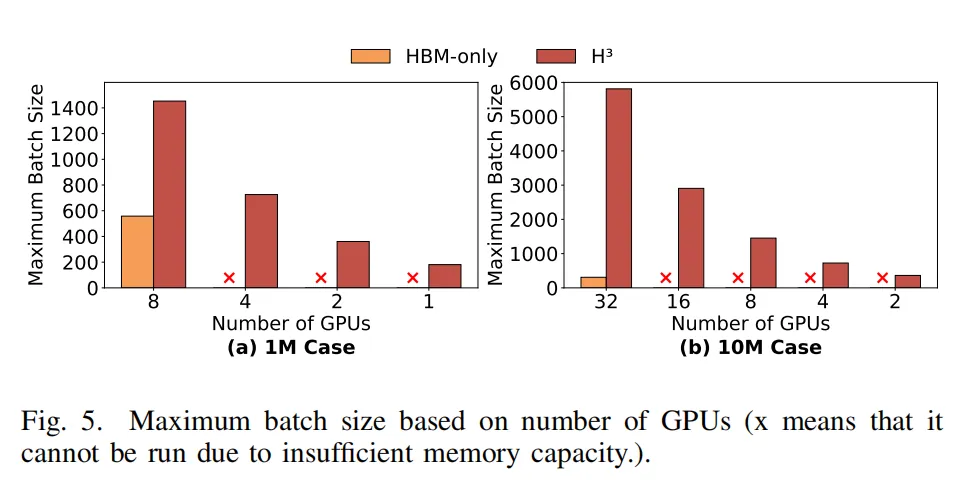 HBM-only H³
Maximum Batch Size
1400
1200
1000
800
600
400
200
0
8 4 2 1
Number of GPUs
(a) 1M Case
Maximum Batch Size
6000
5000
4000
3000
2000
1000
0
32 16 8 4 2
Number of GPUs
(b) 10M Case
Fig. 5. Maximum batch size based on number of GPUs (x means that it
cannot be run due to insufficient memory capacity.).